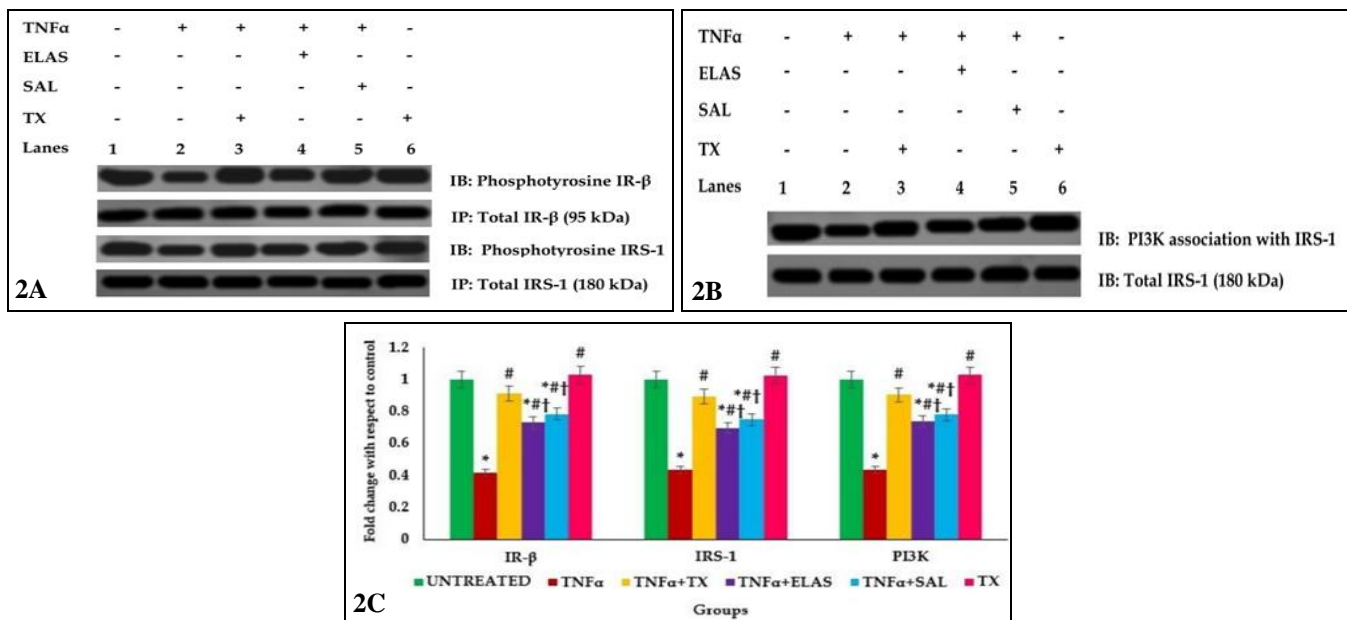 TNFα - + + + + -
ELAS - - - + - -
SAL - - - - + -
TX - - + - - +
Lanes 1 2 3 4 5 6
IB: Phosphotyrosine IR-β
IP: Total IR-β (95 kDa)
IB: Phosphotyrosine IRS-1
IP: Total IRS-1 (180 kDa)
2A
TNFα - + + + + -
ELAS - - - + - -
SAL - - - - + -
TX - - + - - +
Lanes 1 2 3 4 5 6
IB: PI3K association with IRS-1
IB: Total IRS-1 (180 kDa)
2B
Fold change with respect to control
1.2
1
0.8
0.6
0.4
0.2
0
* # *#† *#† #
* # *#† *#† #
* # *#† *#† #
IR-β IRS-1 PI3K
UNTREATED TNFα TNFα+TX TNFα+ELAS TNFα+SAL TX
Groups
2C